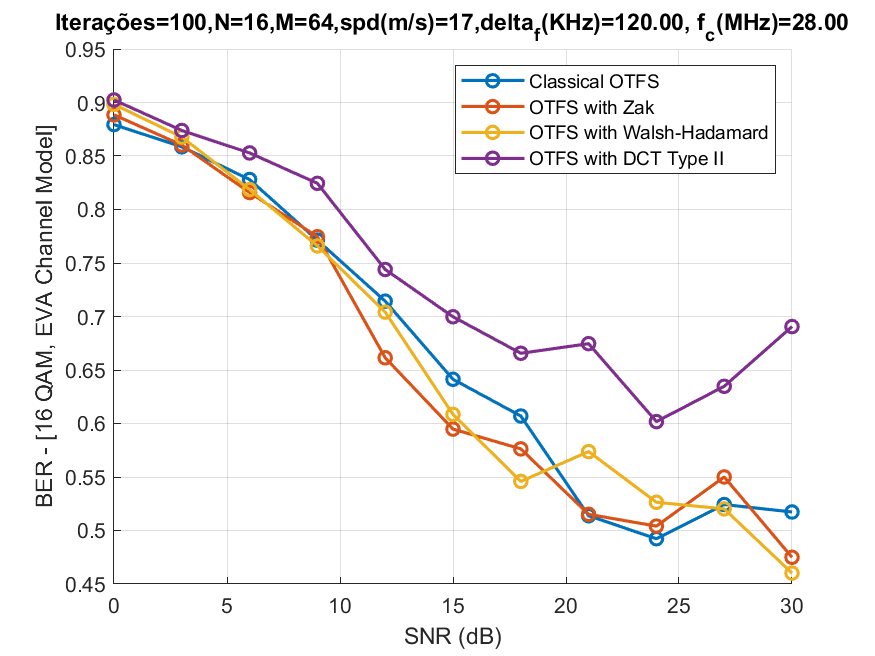 Iterações=100,N=16,M=64,spd(m/s)=17,delta_f(KHz)=120.00, f_c(MHz)=28.00
0.95
0.9
0.85
0.8
0.75
0.7
0.65
0.6
0.55
0.5
0.45
BER - [16 QAM, EVA Channel Model]
Classical OTFS
OTFS with Zak
OTFS with Walsh-Hadamard
OTFS with DCT Type II
0 5 10 15 20 25 30
SNR (dB)